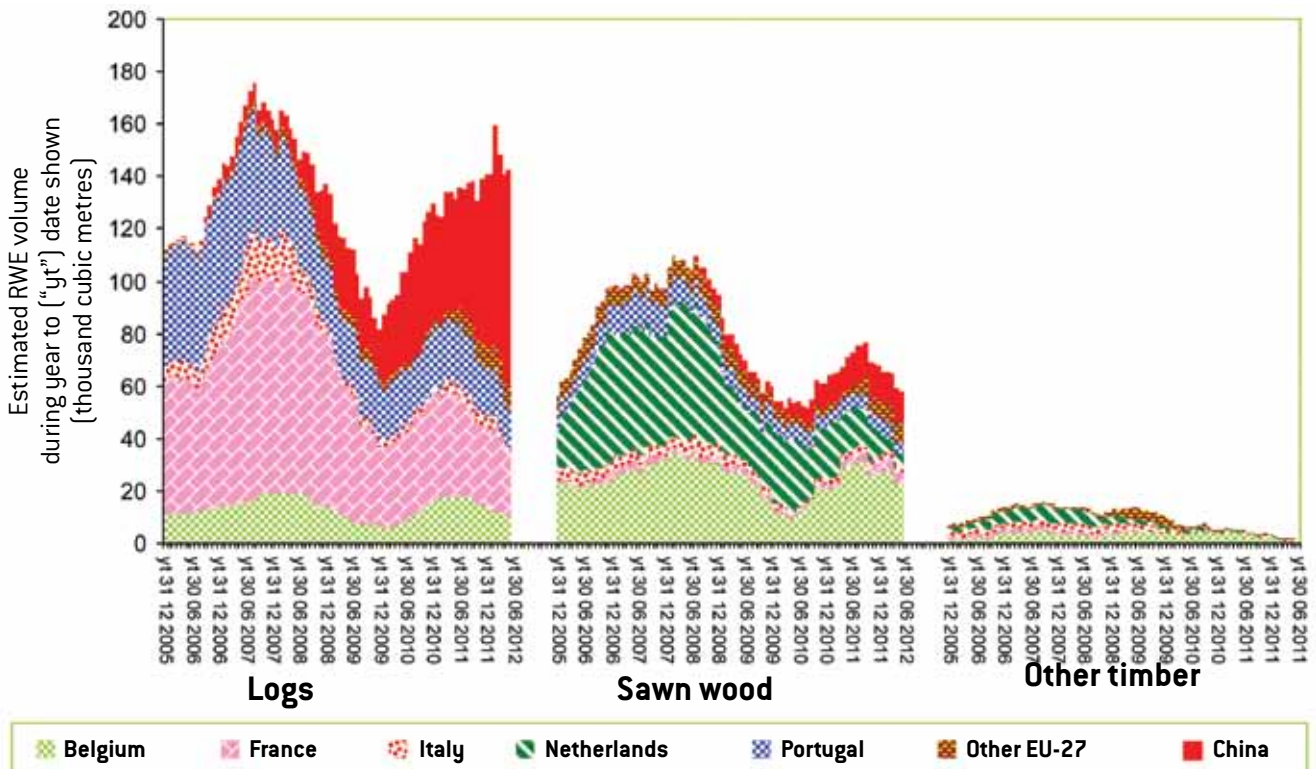 200
180
160
140
120
100
80
60
40
20
0
Estimated RWE volume
during year to ("yt") date shown
(thousand cubic metres)
yt 31 12 2005
yt 30 06 2006
yt 31 12 2006
yt 30 06 2007
yt 31 12 2007
yt 30 06 2008
yt 31 12 2008
yt 30 06 2009
yt 31 12 2009
yt 30 06 2010
yt 31 12 2010
yt 30 06 2011
yt 31 12 2011
yt 30 06 2012
yt 31 12 2005
yt 30 06 2006
yt 31 12 2006
yt 30 06 2007
yt 31 12 2007
yt 30 06 2008
yt 31 12 2008
yt 30 06 2009
yt 31 12 2009
yt 30 06 2010
yt 31 12 2010
yt 30 06 2011
yt 31 12 2011
yt 30 06 2012
yt 31 12 2005
yt 30 06 2006
yt 31 12 2006
yt 30 06 2007
yt 31 12 2007
yt 30 06 2008
yt 31 12 2008
yt 30 06 2009
yt 31 12 2009
yt 30 06 2010
yt 31 12 2010
yt 30 06 2011
yt 31 12 2011
yt 30 06 2011
Logs
Sawn wood
Other timber
Belgium France Italy Netherlands Portugal Other EU-27 China